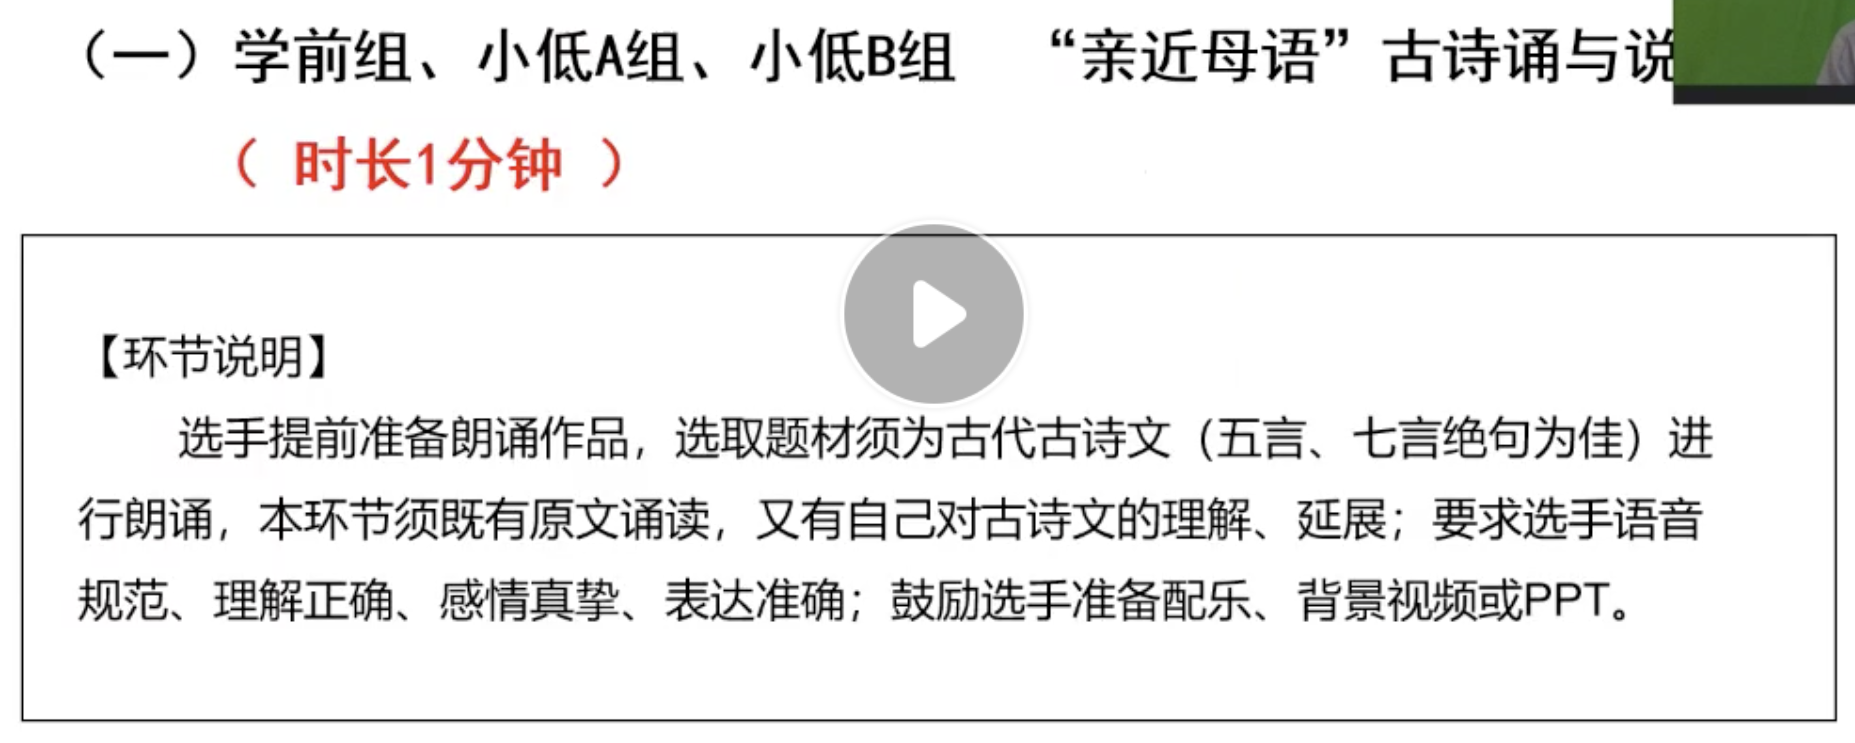 （一）学前组、小低A组、小低B组 “亲近母语”古诗诵与说
（ 时长1分钟 ）
【环节说明】
选手提前准备朗诵作品，选取题材须为古代古诗文（五言、七言绝句为佳）进
行朗诵，本环节须既有原文诵读，又有自己对古诗文的理解、延展；要求选手语音
规范、理解正确、感情真挚、表达准确；鼓励选手准备配乐、背景视频或PPT。